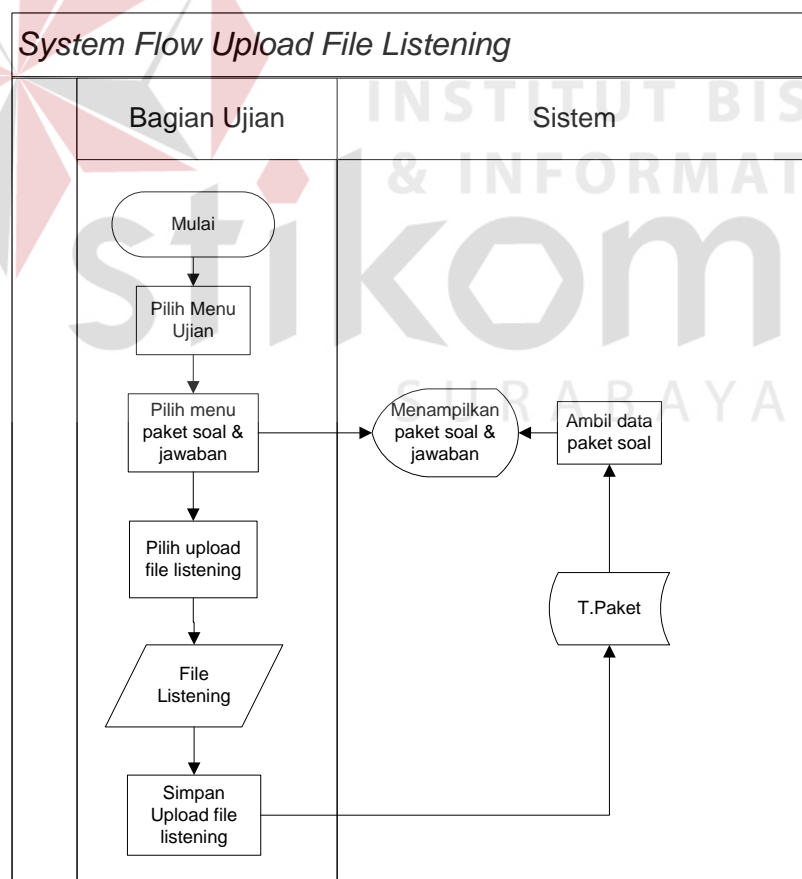 System Flow Upload File Listening
Bagian Ujian
Sistem
INSTITUT BIS
& INFORMAT
stikom
SURABAYA
Mulai
Pilih Menu
Ujian
Pilih menu
paket soal &
jawaban
Menampilkan
paket soal &
jawaban
Ambil data
paket soal
Pilih upload
file listening
T.Paket
File
Listening
Simpan
Upload file
listening